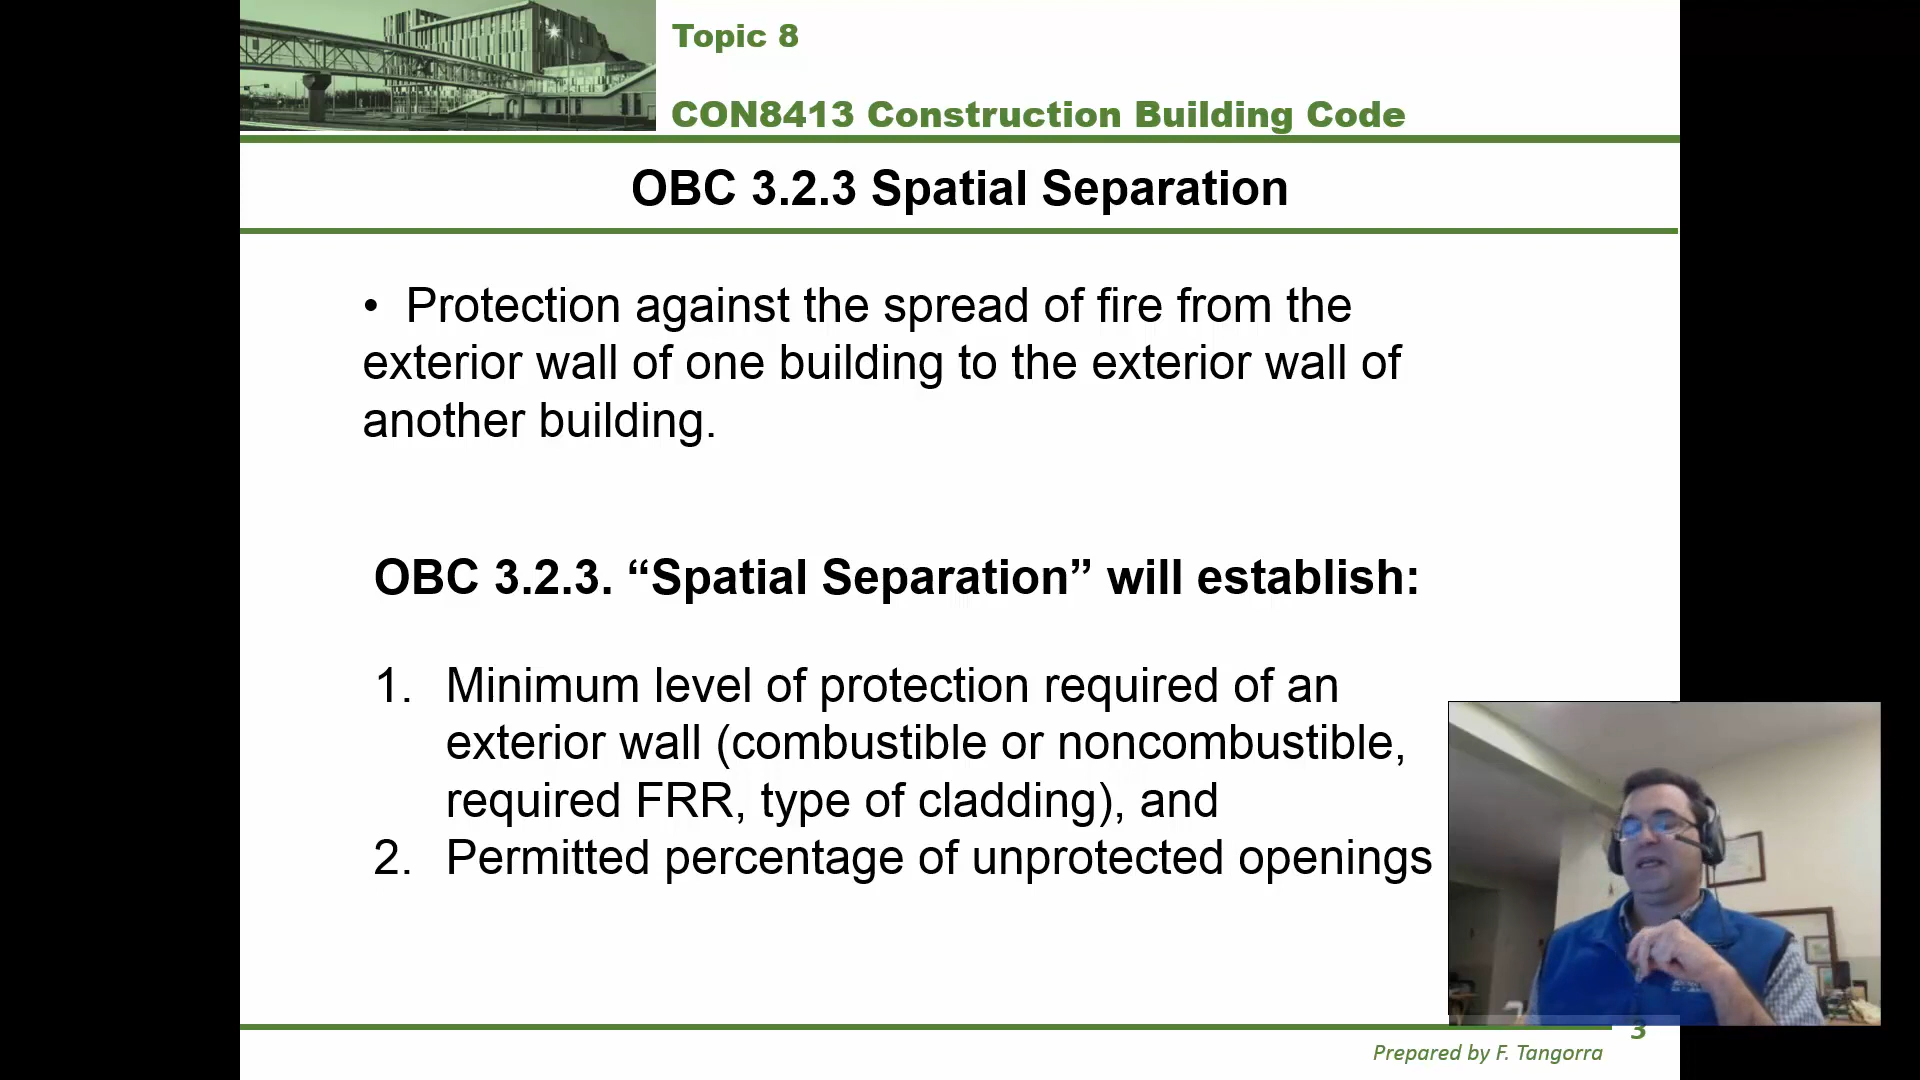 Topic 8
CON8413 Construction Building Code
OBC 3.2.3 Spatial Separation
• Protection against the spread of fire from the
exterior wall of one building to the exterior wall of
another building.
OBC 3.2.3. “Spatial Separation” will establish:
1. Minimum level of protection required of an
exterior wall (combustible or noncombustible,
required FRR, type of cladding), and
2. Permitted percentage of unprotected openings
3
Prepared by F. Tangorra